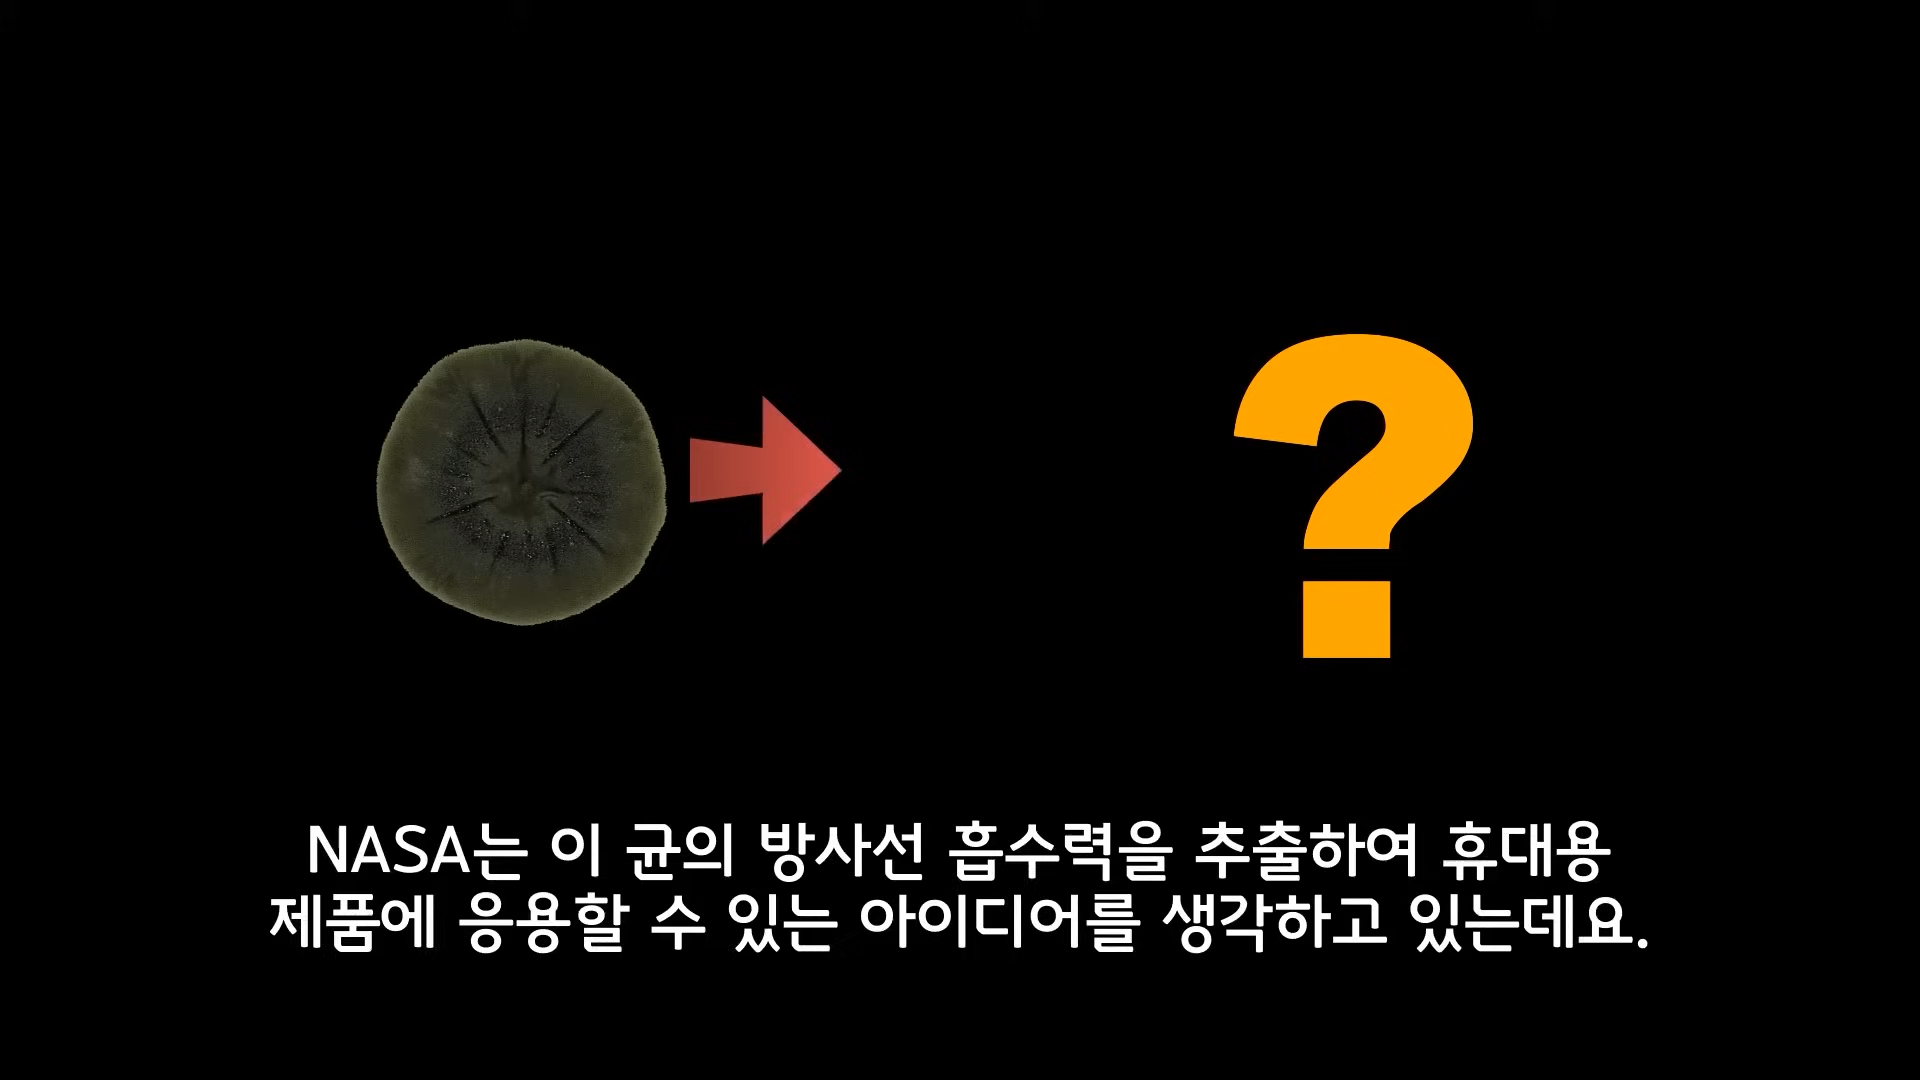 ?
NASA는 이 균의 방사선 흡수력을 추출하여 휴대용
제품에 응용할 수 있는 아이디어를 생각하고 있는데요.